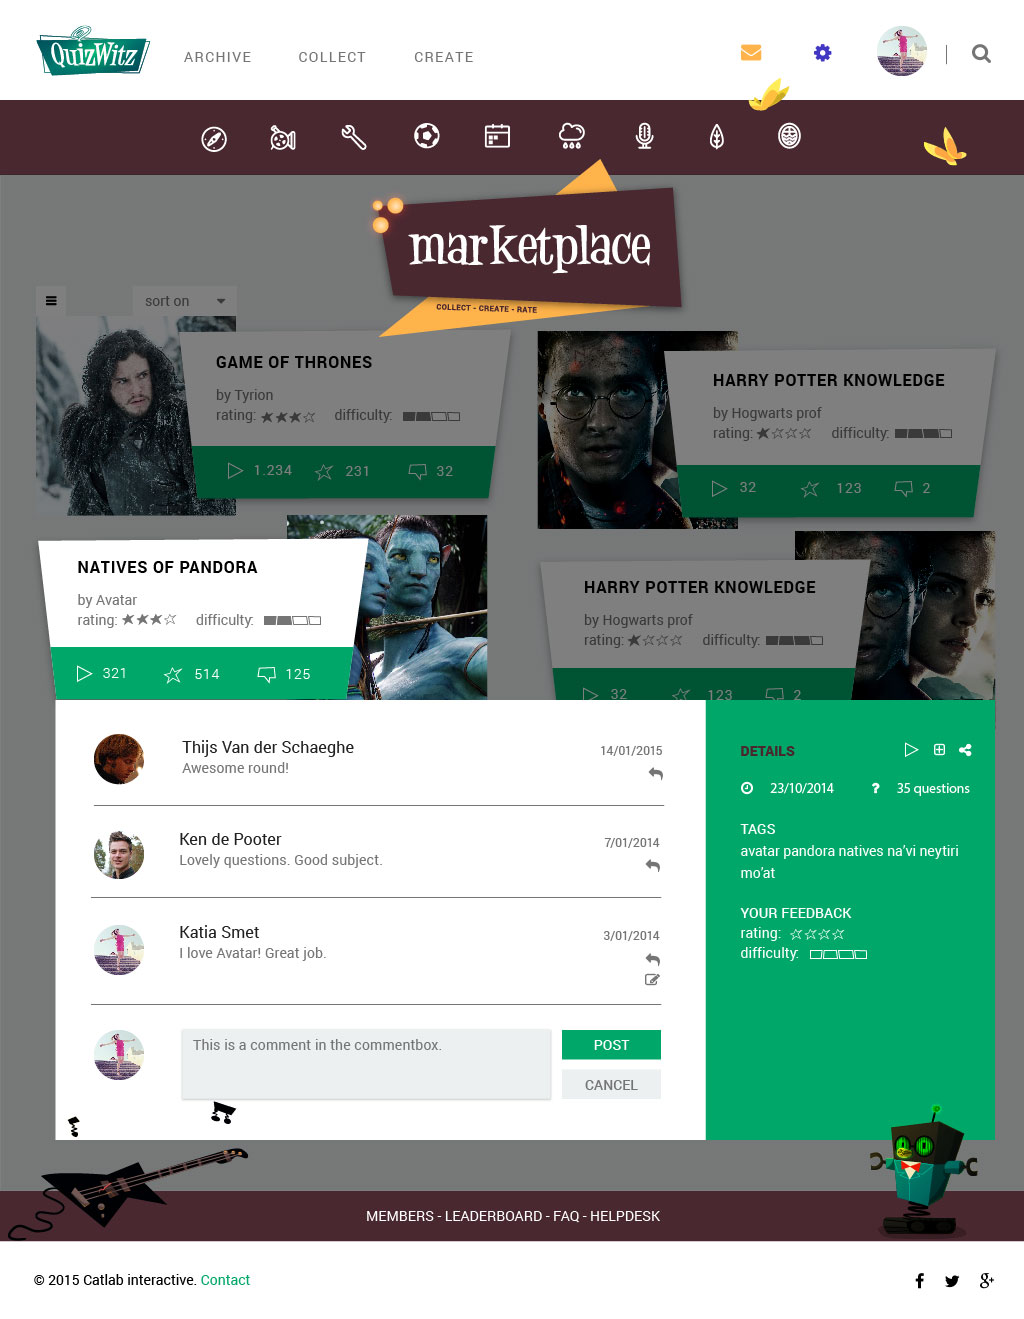 QuizWitz
ARCHIVE COLLECT CREATE
marketplace
COLLECT - CREATE - RATE
sort on
GAME OF THRONES
by Tyrion
rating: difficulty:
1.234 231 32
HARRY POTTER KNOWLEDGE
by Hogwarts prof
rating: difficulty:
32 123 2
NATIVES OF PANDORA
by Avatar
rating: difficulty:
321 514 125
HARRY POTTER KNOWLEDGE
by Hogwarts prof
rating: difficulty:
32 123 2
Thijs Van der Schaeghe 14/01/2015
Awesome round!
Ken de Pooter 7/01/2014
Lovely questions. Good subject.
Katia Smet 3/01/2014
I love Avatar! Great job.
This is a comment in the commentbox.
POST
CANCEL
DETAILS
23/10/2014 ? 35 questions
TAGS
avatar pandora natives na'vi neytiri
mo'at
YOUR FEEDBACK
rating:
difficulty:
MEMBERS - LEADERBOARD - FAQ - HELPDESK
© 2015 Catlab interactive. Contact